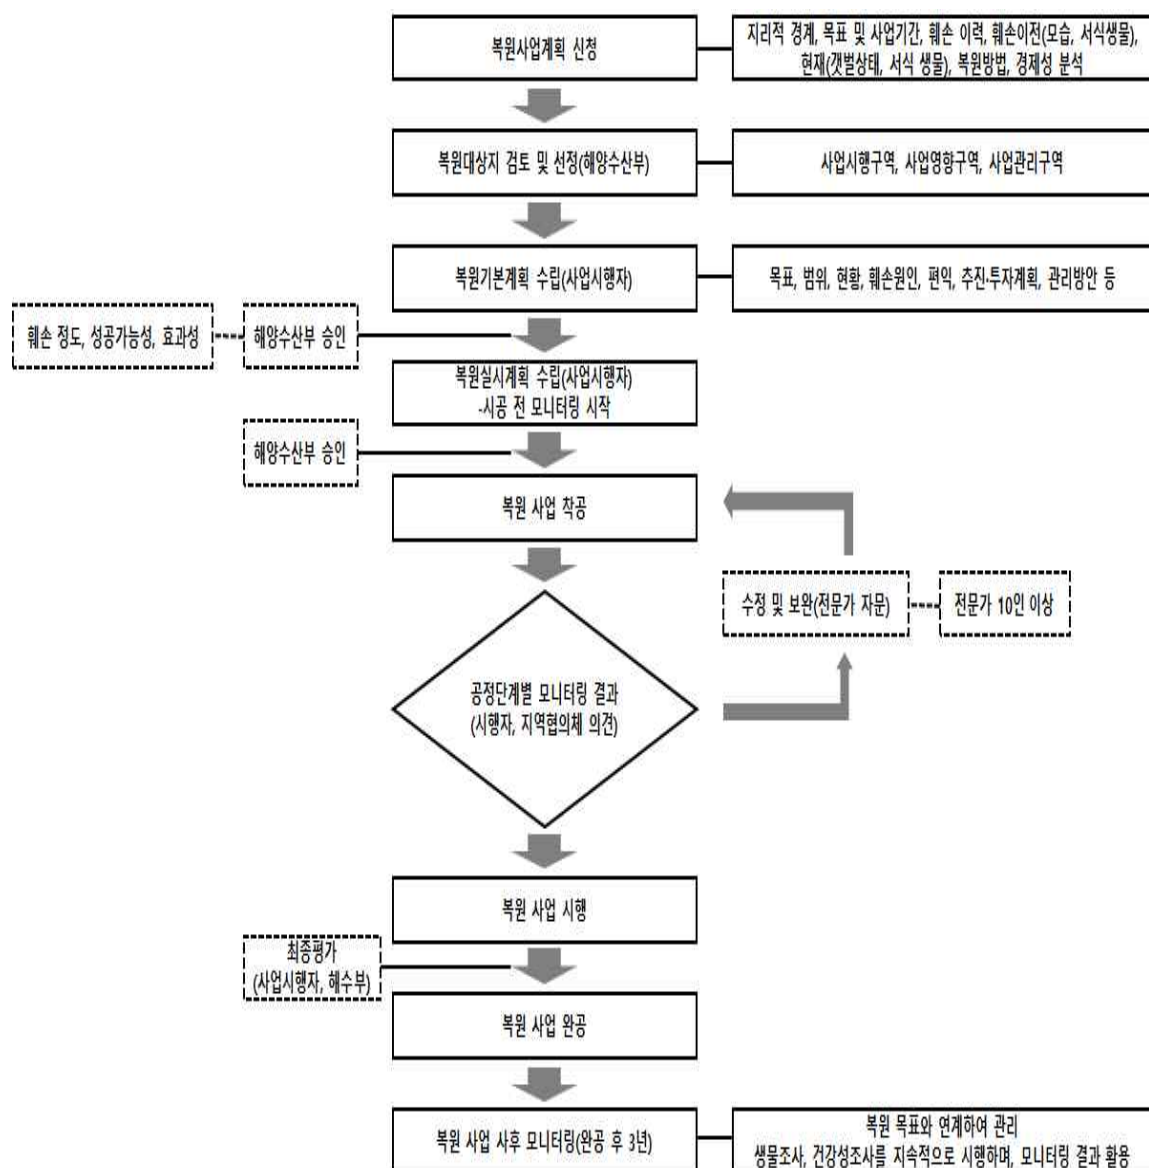 복원사업계획 신청
지리적 경계, 목표 및 사업기간, 훼손 이력, 훼손이전(모습, 서식생물),
현재(갯벌상태, 서식 생물), 복원방법, 경제성 분석
복원대상지 검토 및 선정(해양수산부)
사업시행구역, 사업영향구역, 사업관리구역
복원기본계획 수립(사업시행자)
목표, 범위, 현황, 훼손원인, 편익, 추진·투자계획, 관리방안 등
훼손 정도, 성공가능성, 효과성
해양수산부 승인
복원실시계획 수립(사업시행자)
-시공 전 모니터링 시작
해양수산부 승인
복원 사업 착공
수정 및 보완(전문가 자문)
전문가 10인 이상
공정단계별 모니터링 결과
(시행자, 지역협의체 의견)
복원 사업 시행
최종평가
(사업시행자, 해수부)
복원 사업 완공
복원 사업 사후 모니터링(완공 후 3년)
복원 목표와 연계하여 관리
생물조사, 건강성조사를 지속적으로 시행하며, 모니터링 결과 활용